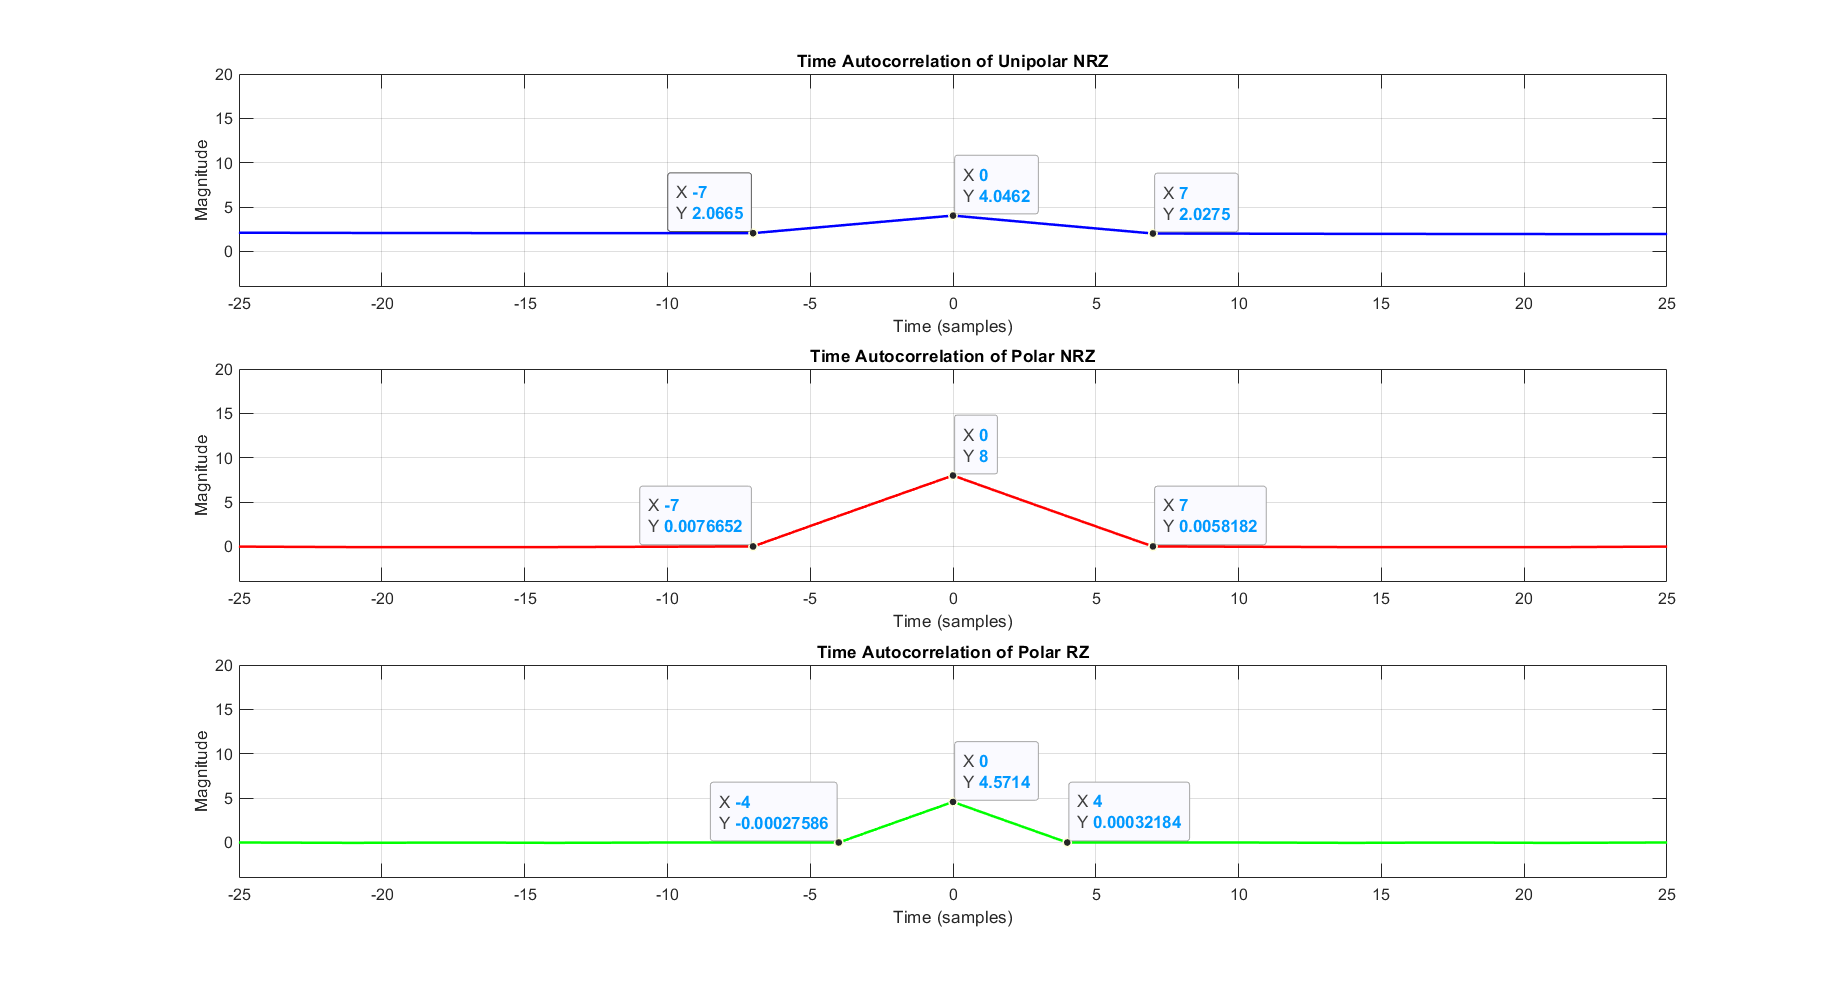 Time Autocorrelation of Unipolar NRZ
20
15
10
5
0
Magnitude
X -7
Y 2.0665
X 0
Y 4.0462
X 7
Y 2.0275
-25 -20 -15 -10 -5 0 5 10 15 20 25
Time (samples)
Time Autocorrelation of Polar NRZ
20
15
10
5
0
Magnitude
X -7
Y 0.0076652
X 0
Y 8
X 7
Y 0.0058182
-25 -20 -15 -10 -5 0 5 10 15 20 25
Time (samples)
Time Autocorrelation of Polar RZ
20
15
10
5
0
Magnitude
X -4
Y -0.00027586
X 0
Y 4.5714
X 4
Y 0.00032184
-25 -20 -15 -10 -5 0 5 10 15 20 25
Time (samples)